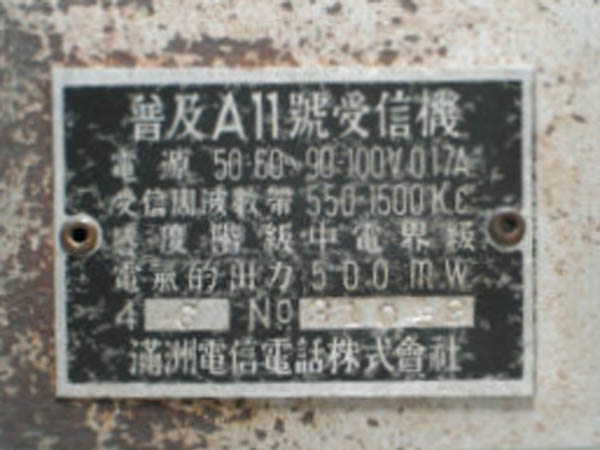 普及A11號受信機
電源 50-60~ 90-100V 0.17A
受信周波數帶 550-1500K.C
感度階級 中電界級
電氣的出力 500 m.W
4 No
滿洲電信電話株式會社